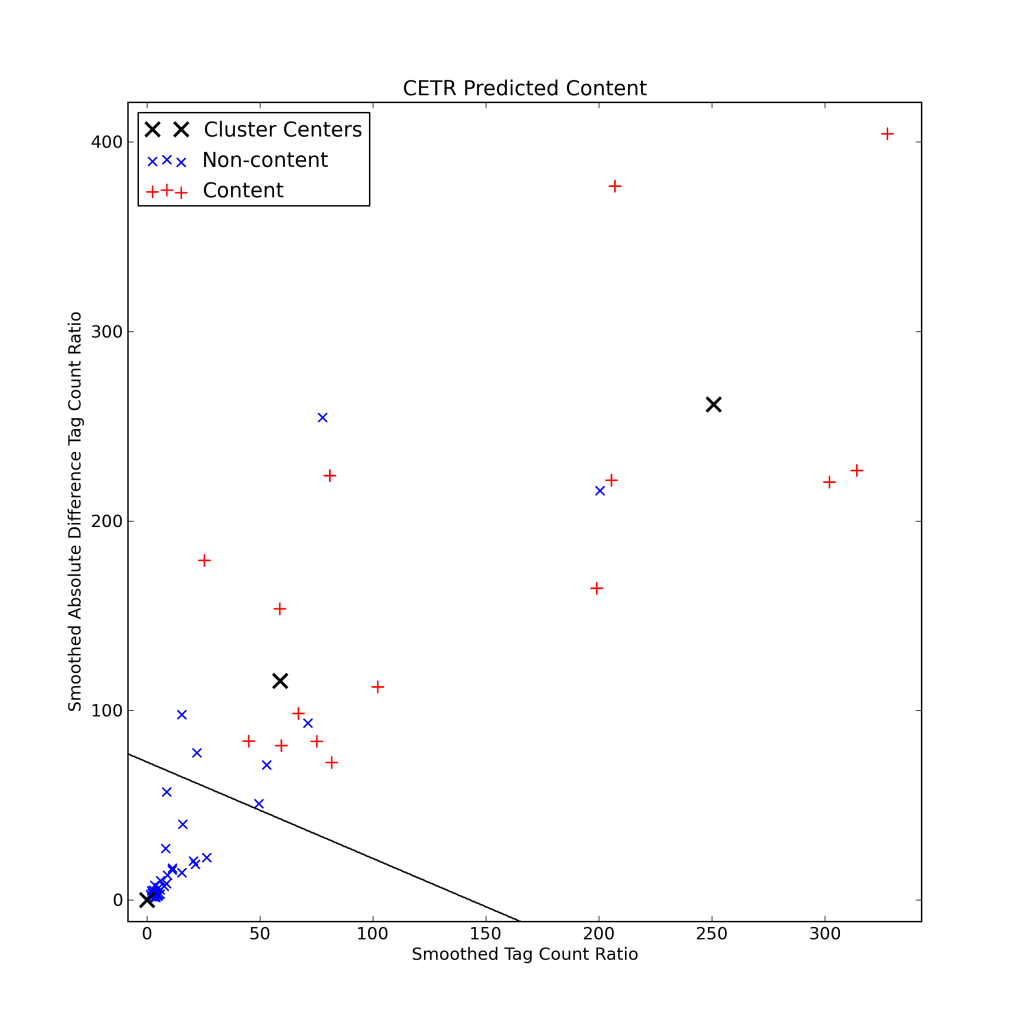 CETR Predicted Content
Cluster Centers
Non-content
Content
400
300
200
100
0
Smoothed Absolute Difference Tag Count Ratio
0 50 100 150 200 250 300
Smoothed Tag Count Ratio